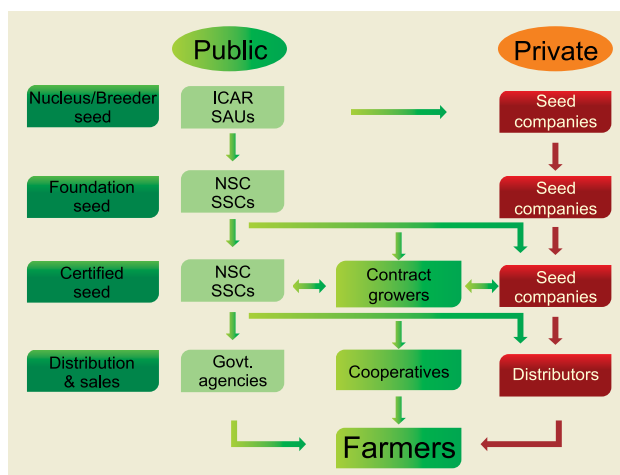 Public
Private
Nucleus/Breeder
seed
ICAR
SAUs
Seed
companies
Foundation
seed
NSC
SSCs
Seed
companies
Certified
seed
NSC
SSCs
Contract
growers
Seed
companies
Distribution
& sales
Govt.
agencies
Cooperatives
Distributors
Farmers